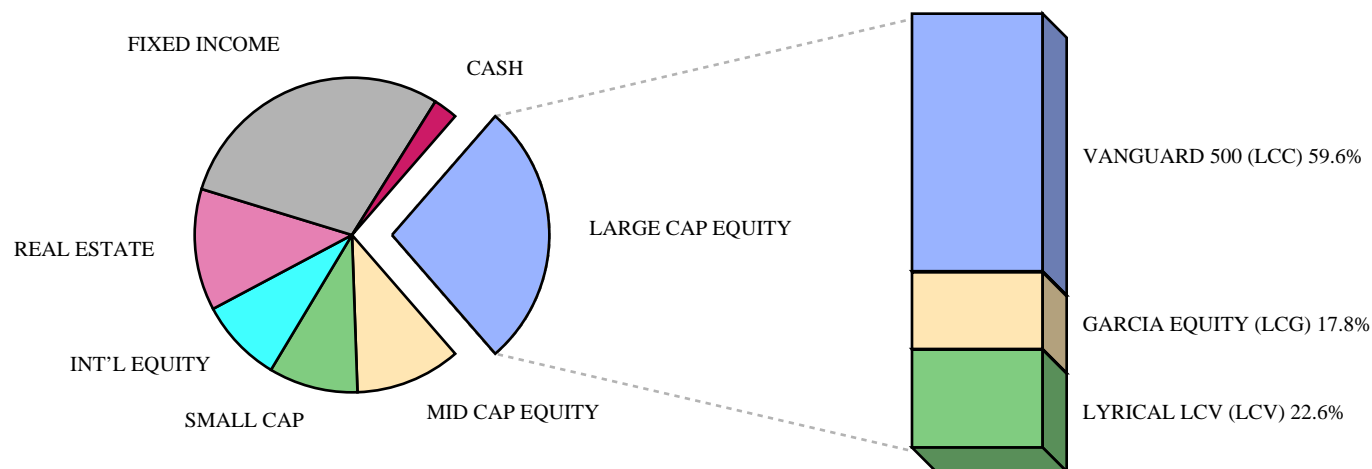 FIXED INCOME
CASH
VANGUARD 500 (LCC) 59.6%
LARGE CAP EQUITY
REAL ESTATE
GARCIA EQUITY (LCG) 17.8%
INT'L EQUITY
SMALL CAP
MID CAP EQUITY
LYRICAL LCV (LCV) 22.6%